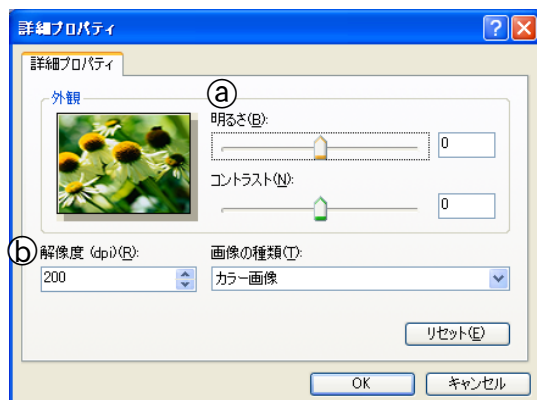 詳細プロパティ
詳細プロパティ
外観
ⓐ
明るさ(B):
0
コントラスト(N):
0
ⓑ 解像度 (dpi)(R):
画像の種類(T):
200
カラー画像
リセット(E)
OK
キャンセル